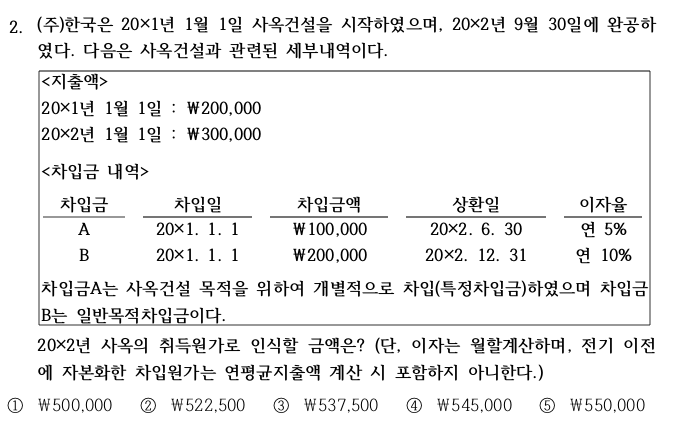 2. (주)한국은 20×1년 1월 1일 사옥건설을 시작하였으며, 20×2년 9월 30일에 완공하
였다. 다음은 사옥건설과 관련된 세부내역이다.
<지출액>
20×1년 1월 1일 : ₩200,000
20×2년 1월 1일 : ₩300,000
<차입금 내역>
차입금 차입일 차입금액 상환일 이자율
A 20×1. 1. 1 ₩100,000 20×2. 6. 30 연 5%
B 20×1. 1. 1 ₩200,000 20×2. 12. 31 연 10%
차입금A는 사옥건설 목적을 위하여 개별적으로 차입(특정차입금)하였으며 차입금
B는 일반목적차입금이다.
20×2년 사옥의 취득원가로 인식할 금액은? (단, 이자는 월할계산하며, 전기 이전
에 자본화한 차입원가는 연평균지출액 계산 시 포함하지 아니한다.)
① ₩500,000 ② ₩522,500 ③ ₩537,500 ④ ₩545,000 ⑤ ₩550,000